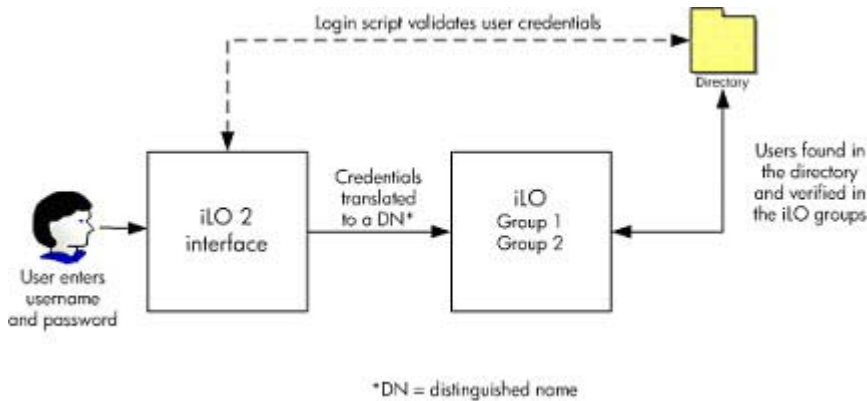 Login script validates user credentials
Directory
Users found in
the directory
and verified in
the iLO groups
Credentials
translated
to a DN*
iLO 2
interface
iLO
Group 1
Group 2
User enters
username
and password
*DN = distinguished name